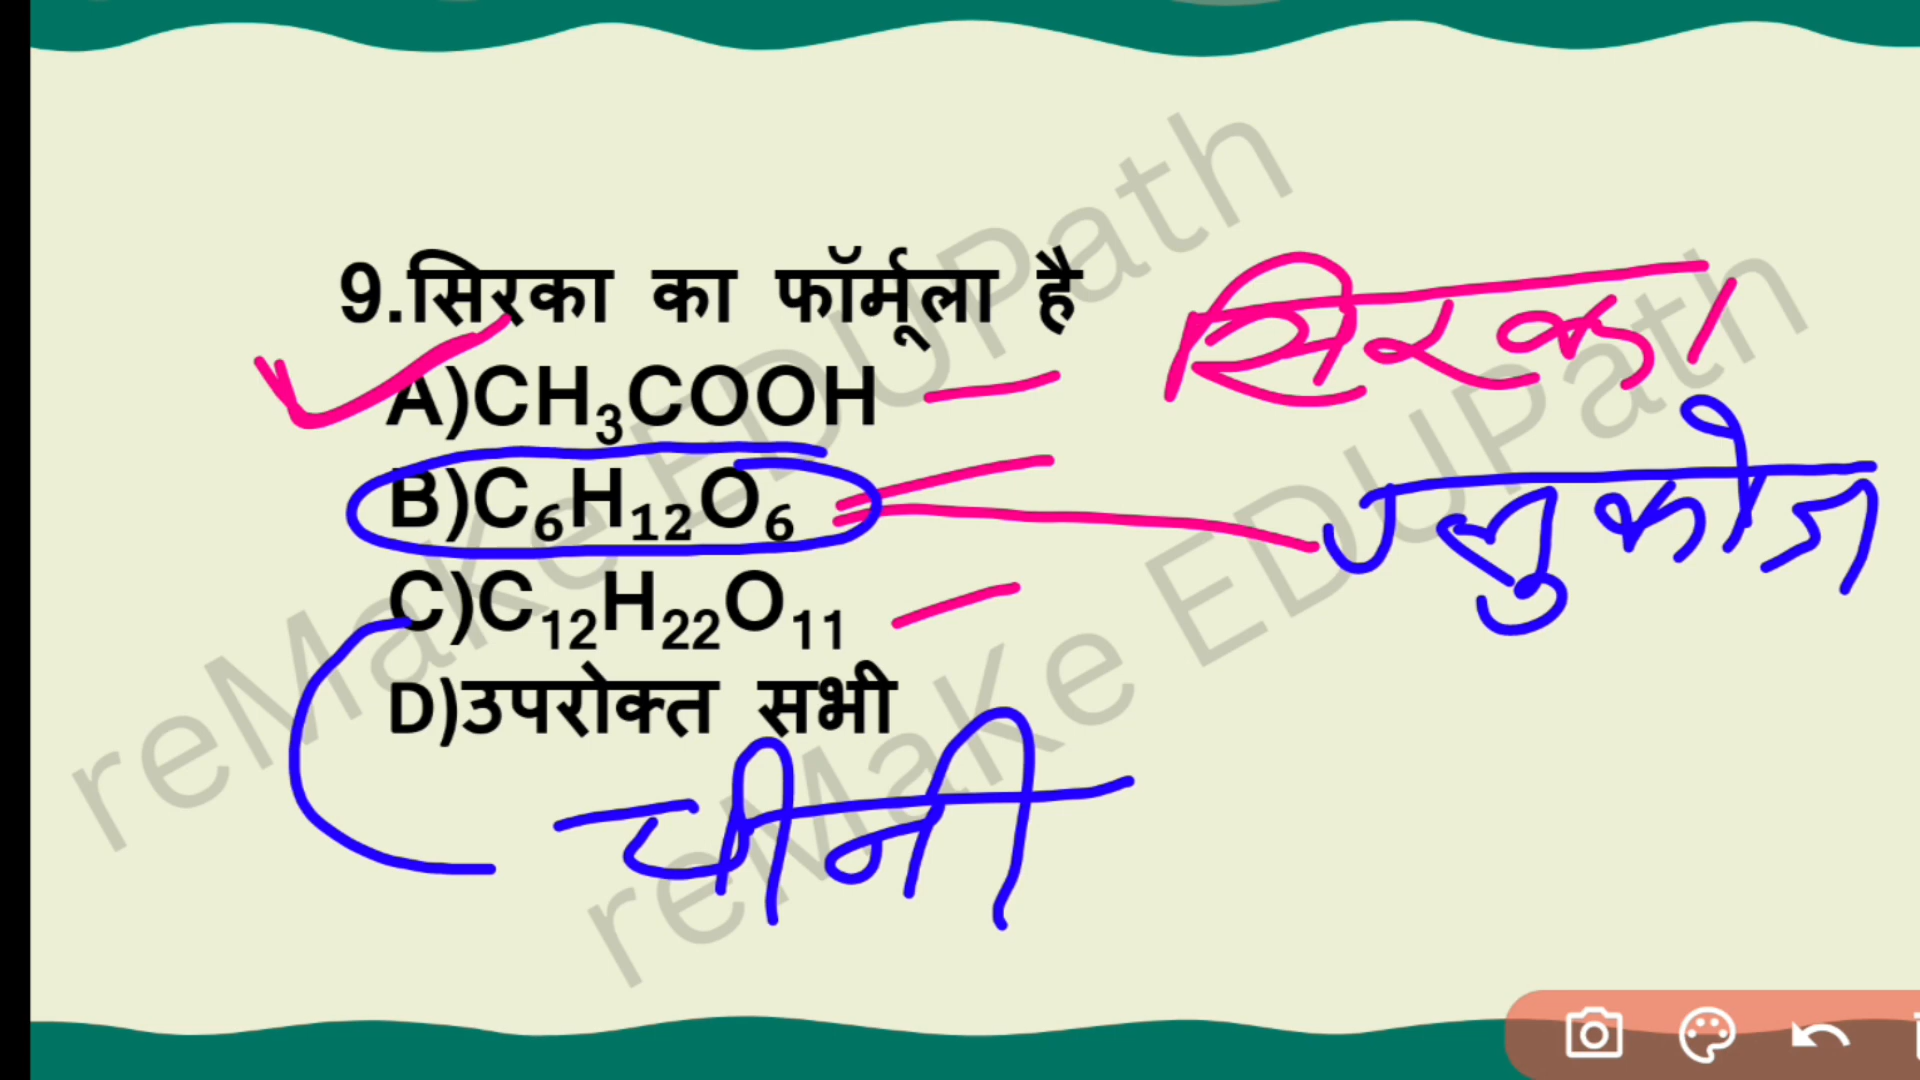 9.सिरका का फॉर्मूला है
A)CH₃COOH
B)C₆H₁₂O₆
C)C₁₂H₂₂O₁₁
D)उपरोक्त सभी
सिरका
ग्लुकोज
चीनी
reMaKe EDUPath
reMaKe EDUPath